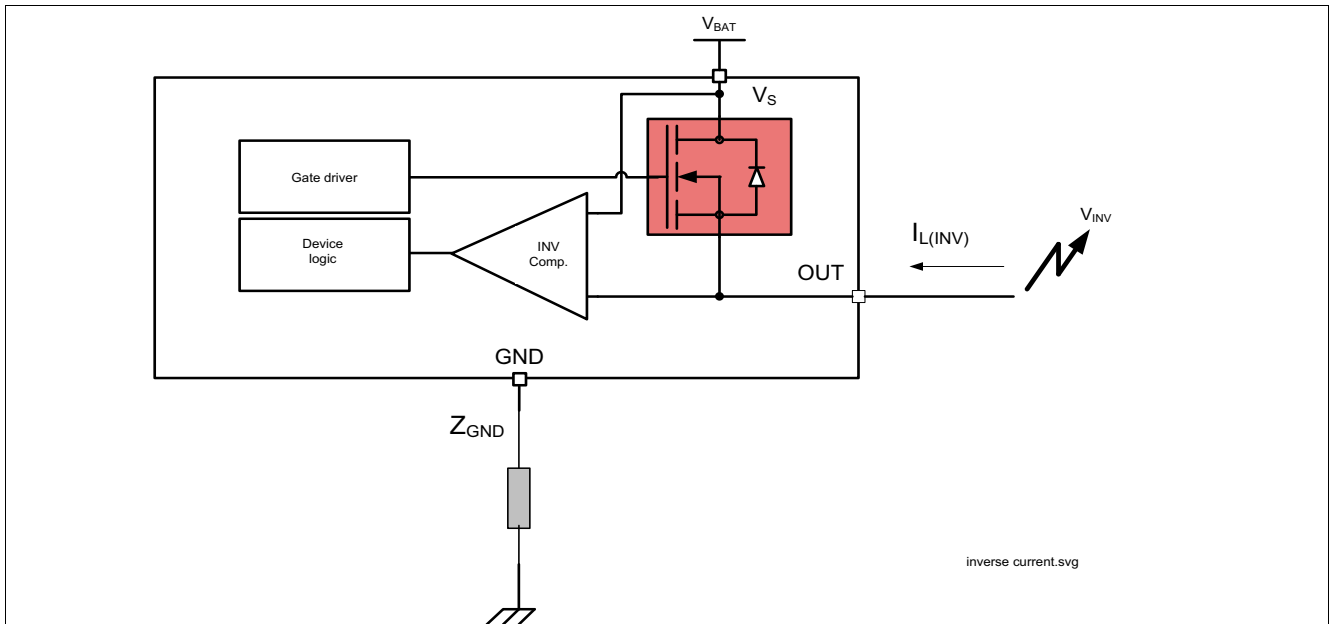 VBAT
VS
Gate driver
Device
logic
INV
Comp.
IL(INV)
VINV
OUT
GND
ZGND
inverse current.svg